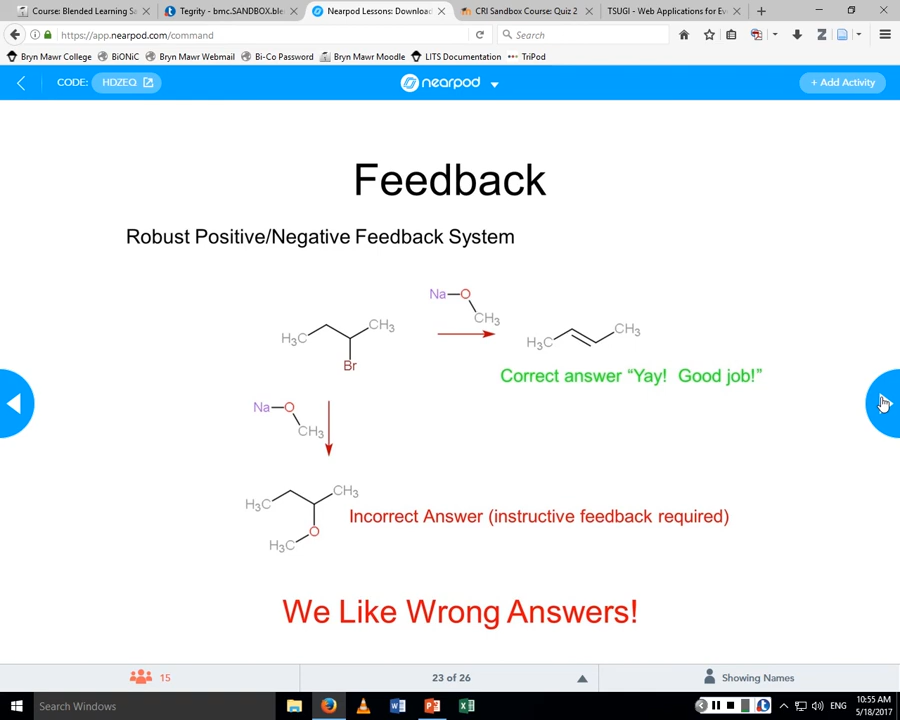 Course: Blended Learning Sa
Tegrity - bmc.SANDBOX.ble
Nearpod Lessons: Download
CRI Sandbox Course: Quiz 2
TSUGI - Web Applications for Ev
https://app.nearpod.com/command
Search
Bryn Mawr College
BiONiC
Bryn Mawr Webmail
Bi-Co Password
Bryn Mawr Moodle
LITS Documentation
TriPod
CODE: HDZEQ
nearpod
+ Add Activity
Feedback
Robust Positive/Negative Feedback System
Na O
CH3
H3C CH3
Br
H3C CH3
Correct answer “Yay!  Good job!”
Na O
CH3
H3C CH3
O
H3C
Incorrect Answer (instructive feedback required)
We Like Wrong Answers!
15
23 of 26
Showing Names
Search Windows
ENG
10:55 AM
5/18/2017